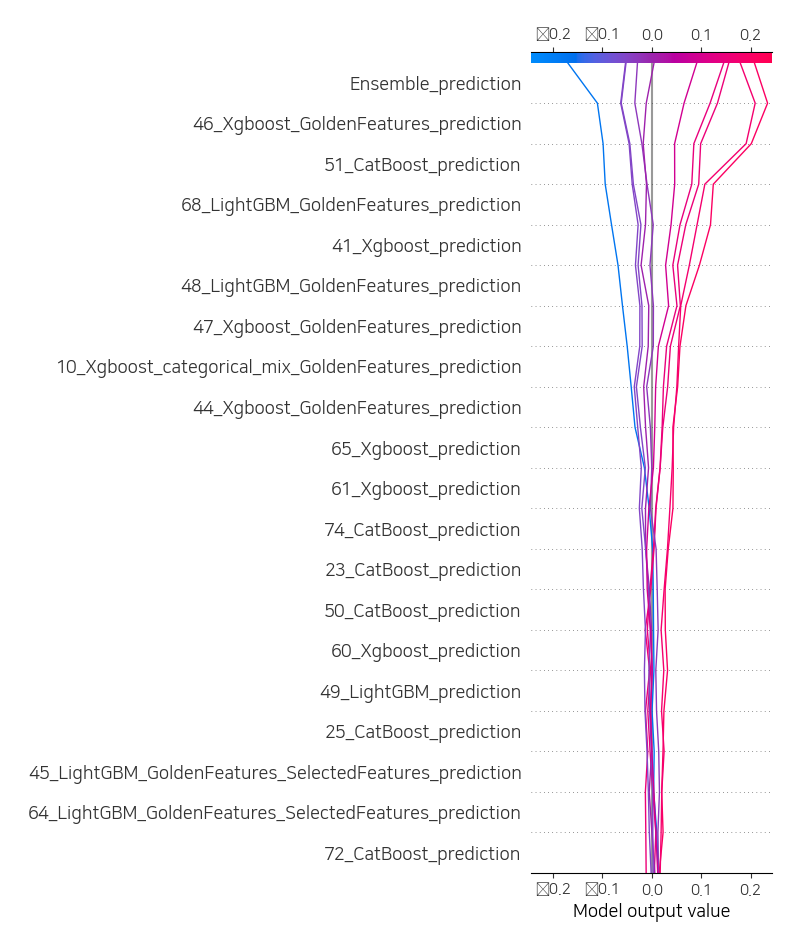 0.2 0.1 0.0 0.1 0.2
Ensemble_prediction
46_Xgboost_GoldenFeatures_prediction
51_CatBoost_prediction
68_LightGBM_GoldenFeatures_prediction
41_Xgboost_prediction
48_LightGBM_GoldenFeatures_prediction
47_Xgboost_GoldenFeatures_prediction
10_Xgboost_categorical_mix_GoldenFeatures_prediction
44_Xgboost_GoldenFeatures_prediction
65_Xgboost_prediction
61_Xgboost_prediction
74_CatBoost_prediction
23_CatBoost_prediction
50_CatBoost_prediction
60_Xgboost_prediction
49_LightGBM_prediction
25_CatBoost_prediction
45_LightGBM_GoldenFeatures_SelectedFeatures_prediction
64_LightGBM_GoldenFeatures_SelectedFeatures_prediction
72_CatBoost_prediction
0.2 0.1 0.0 0.1 0.2
Model output value